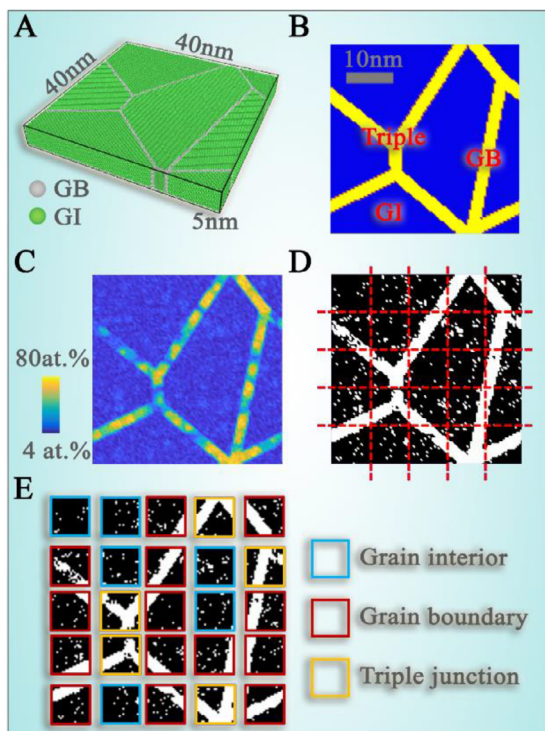 A
40nm
40nm
GB
GI
5nm
B
10nm
Triple
GB
GI
C
80at.%
4 at.%
D
E
Grain interior
Grain boundary
Triple junction